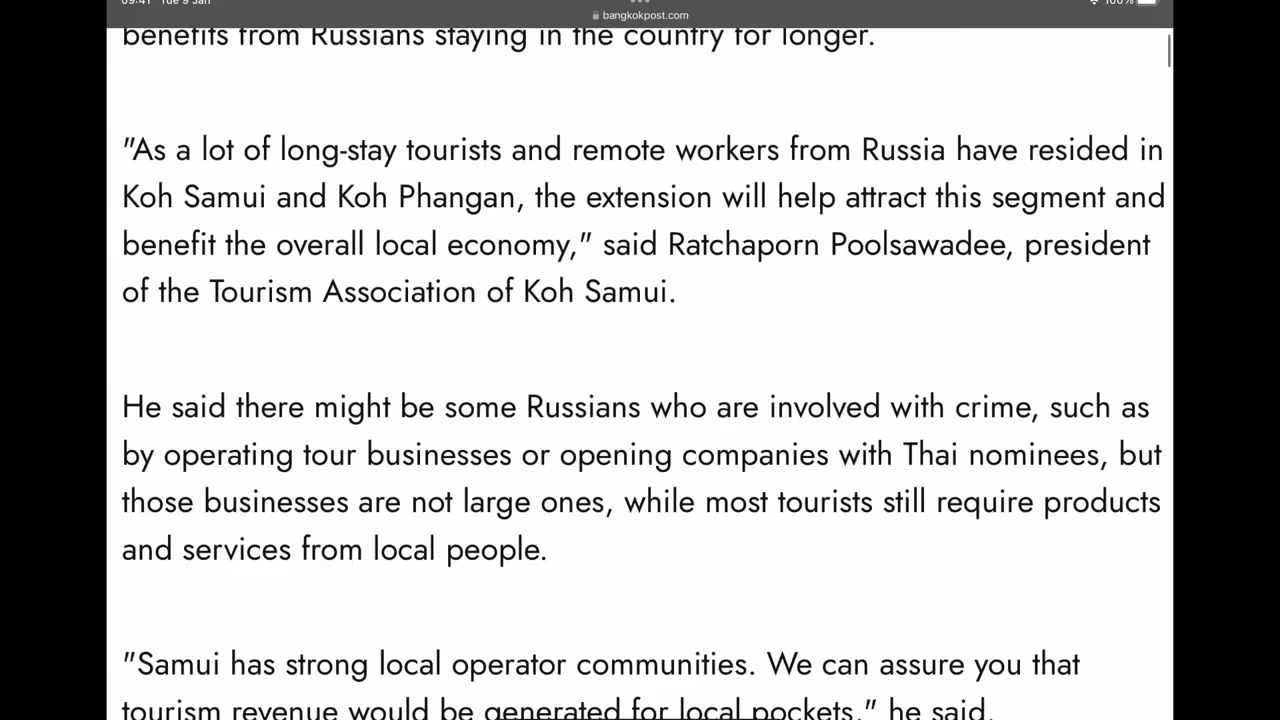 09:41 Tue 9 Jan
100%
bangkokpost.com
benefits from Russians staying in the country for longer.
"As a lot of long-stay tourists and remote workers from Russia have resided in
Koh Samui and Koh Phangan, the extension will help attract this segment and
benefit the overall local economy," said Ratchaporn Poolsawadee, president
of the Tourism Association of Koh Samui.
He said there might be some Russians who are involved with crime, such as
by operating tour businesses or opening companies with Thai nominees, but
those businesses are not large ones, while most tourists still require products
and services from local people.
"Samui has strong local operator communities. We can assure you that
tourism revenue would be generated for local pockets," he said.